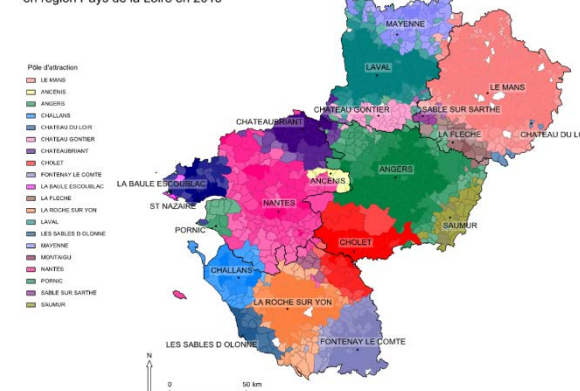 en région Pays de la Loire en 2016
Pôle d'attraction
LE MANS
ANCENIS
ANGERS
CHALLANS
CHATEAU DU LOIR
CHATEAU GONTIER
CHATEAUBRIANT
CHOLET
FONTENAY LE COMTE
LA BAULE ESCOUBLAC
LA FLECHE
LA ROCHE SUR YON
LAVAL
LES SABLES D OLONNE
MAYENNE
MONTAIGU
NANTES
PORNIC
SABLE SUR SARTHE
SAUMUR
MAYENNE
LAVAL
LE MANS
CHATEAU GONTIER
SABLE SUR SARTHE
CHATEAUBRIANT
LA FLECHE
CHATEAU DU LO
ANGERS
LA BAULE ESCOUBLAC
ANCENIS
ST NAZAIRE
NANTES
PORNIC
SAUMUR
CHOLET
CHALLANS
LA ROCHE SUR YON
LES SABLES D OLONNE
FONTENAY LE COMTE
N
0 50 km